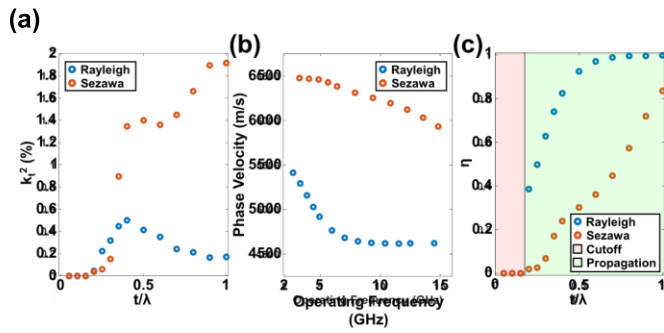 (a)
(b)
(c)
k_t^2 (%)
2
1.8
1.6
1.4
1.2
1
0.8
0.6
0.4
0.2
0
0
0.5
1
t/λ
Rayleigh
Sezawa
Phase Velocity (m/s)
6500
6000
5500
5000
4500
2
5
10
15
Operating Frequency (GHz)
Operating Frequency
(GHz)
Rayleigh
Sezawa
η
1
0.8
0.6
0.4
0.2
0
0
0.5
1
t/λ
Rayleigh
Sezawa
Cutoff
Propagation